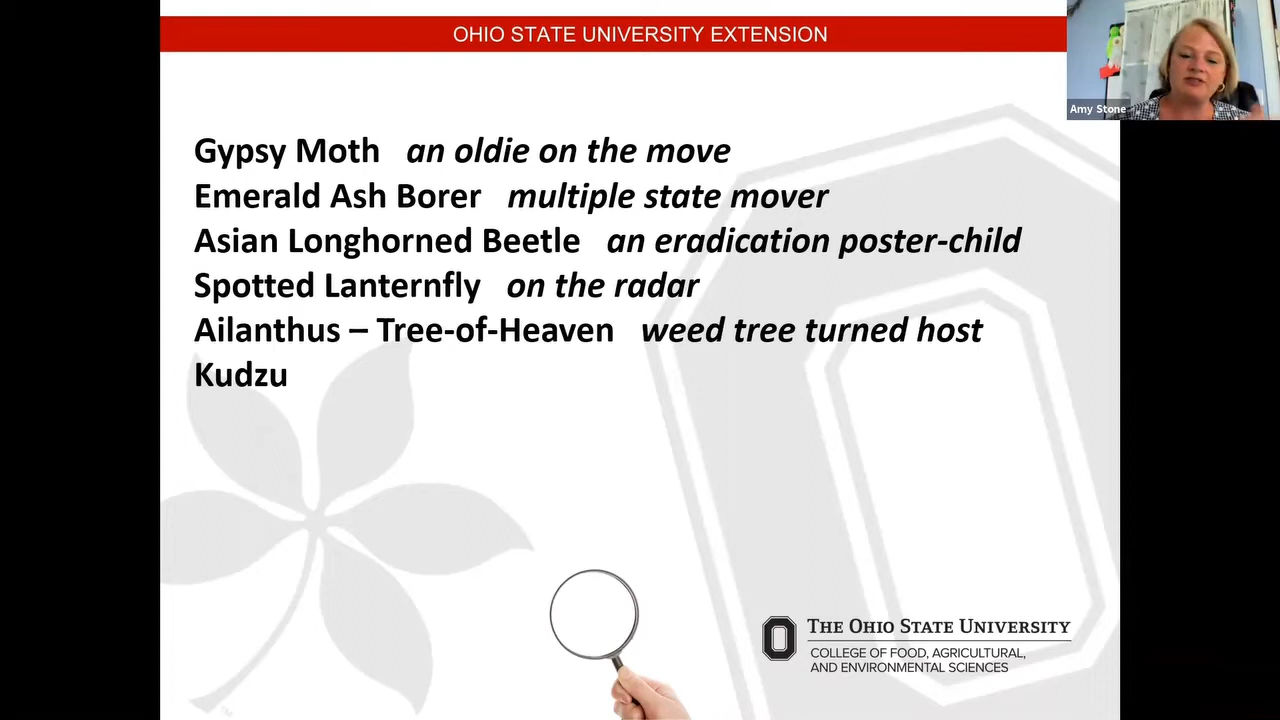 OHIO STATE UNIVERSITY EXTENSION
Amy Stone
Gypsy Moth an oldie on the move
Emerald Ash Borer multiple state mover
Asian Longhorned Beetle an eradication poster-child
Spotted Lanternfly on the radar
Ailanthus – Tree-of-Heaven weed tree turned host
Kudzu
THE OHIO STATE UNIVERSITY
COLLEGE OF FOOD, AGRICULTURAL,
AND ENVIRONMENTAL SCIENCES
TM